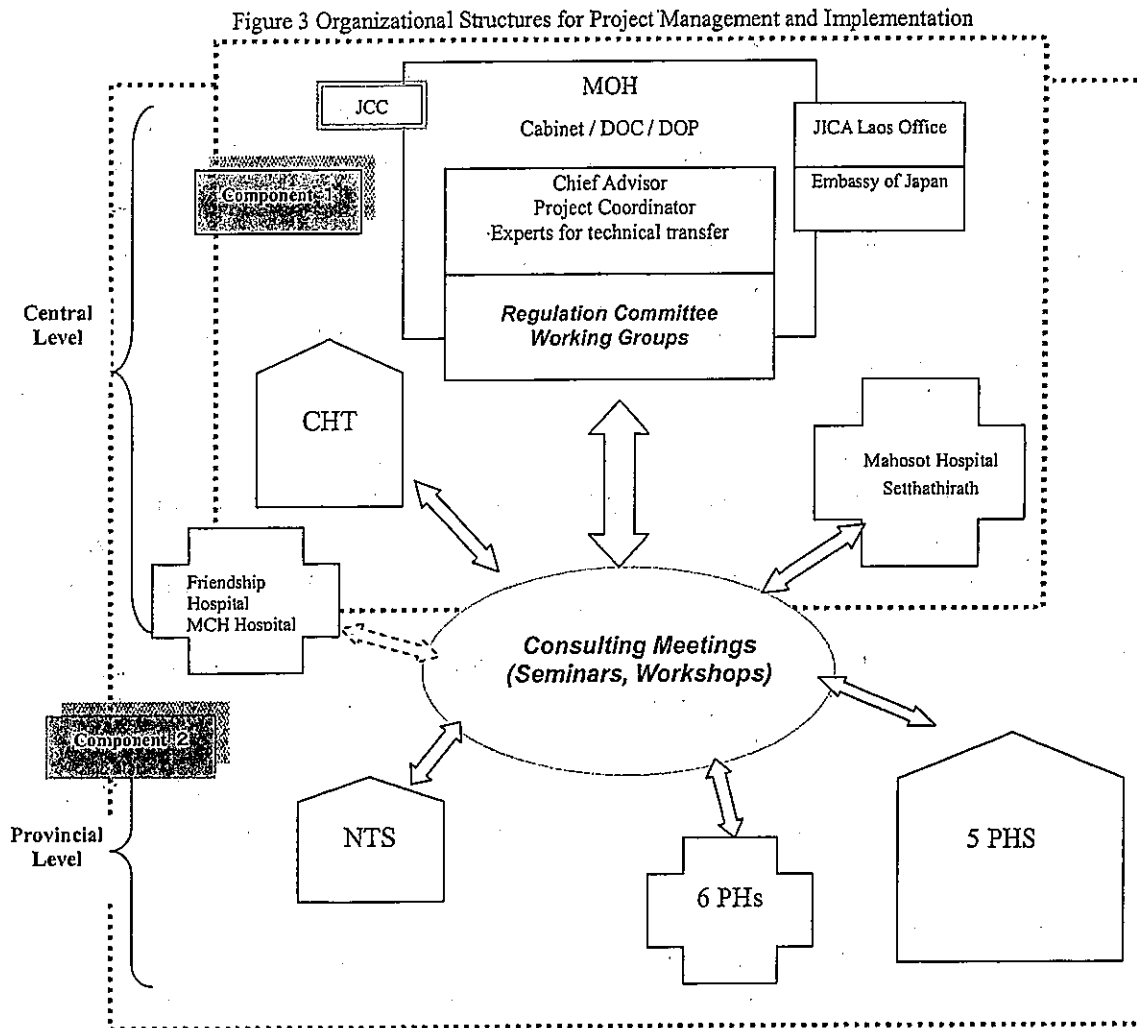 Figure 3 Organizational Structures for Project Management and Implementation
JCC
MOH
Cabinet / DOC / DOP
JICA Laos Office
Embassy of Japan
Component 1
Chief Advisor
Project Coordinator
Experts for technical transfer
Regulation Committee
Working Groups
Central
Level
CHT
Mahosot Hospital
Setthathirath
Friendship
Hospital
MCH Hospital
Consulting Meetings
(Seminars, Workshops)
Component 2
Provincial
Level
NTS
6 PHs
5 PHS